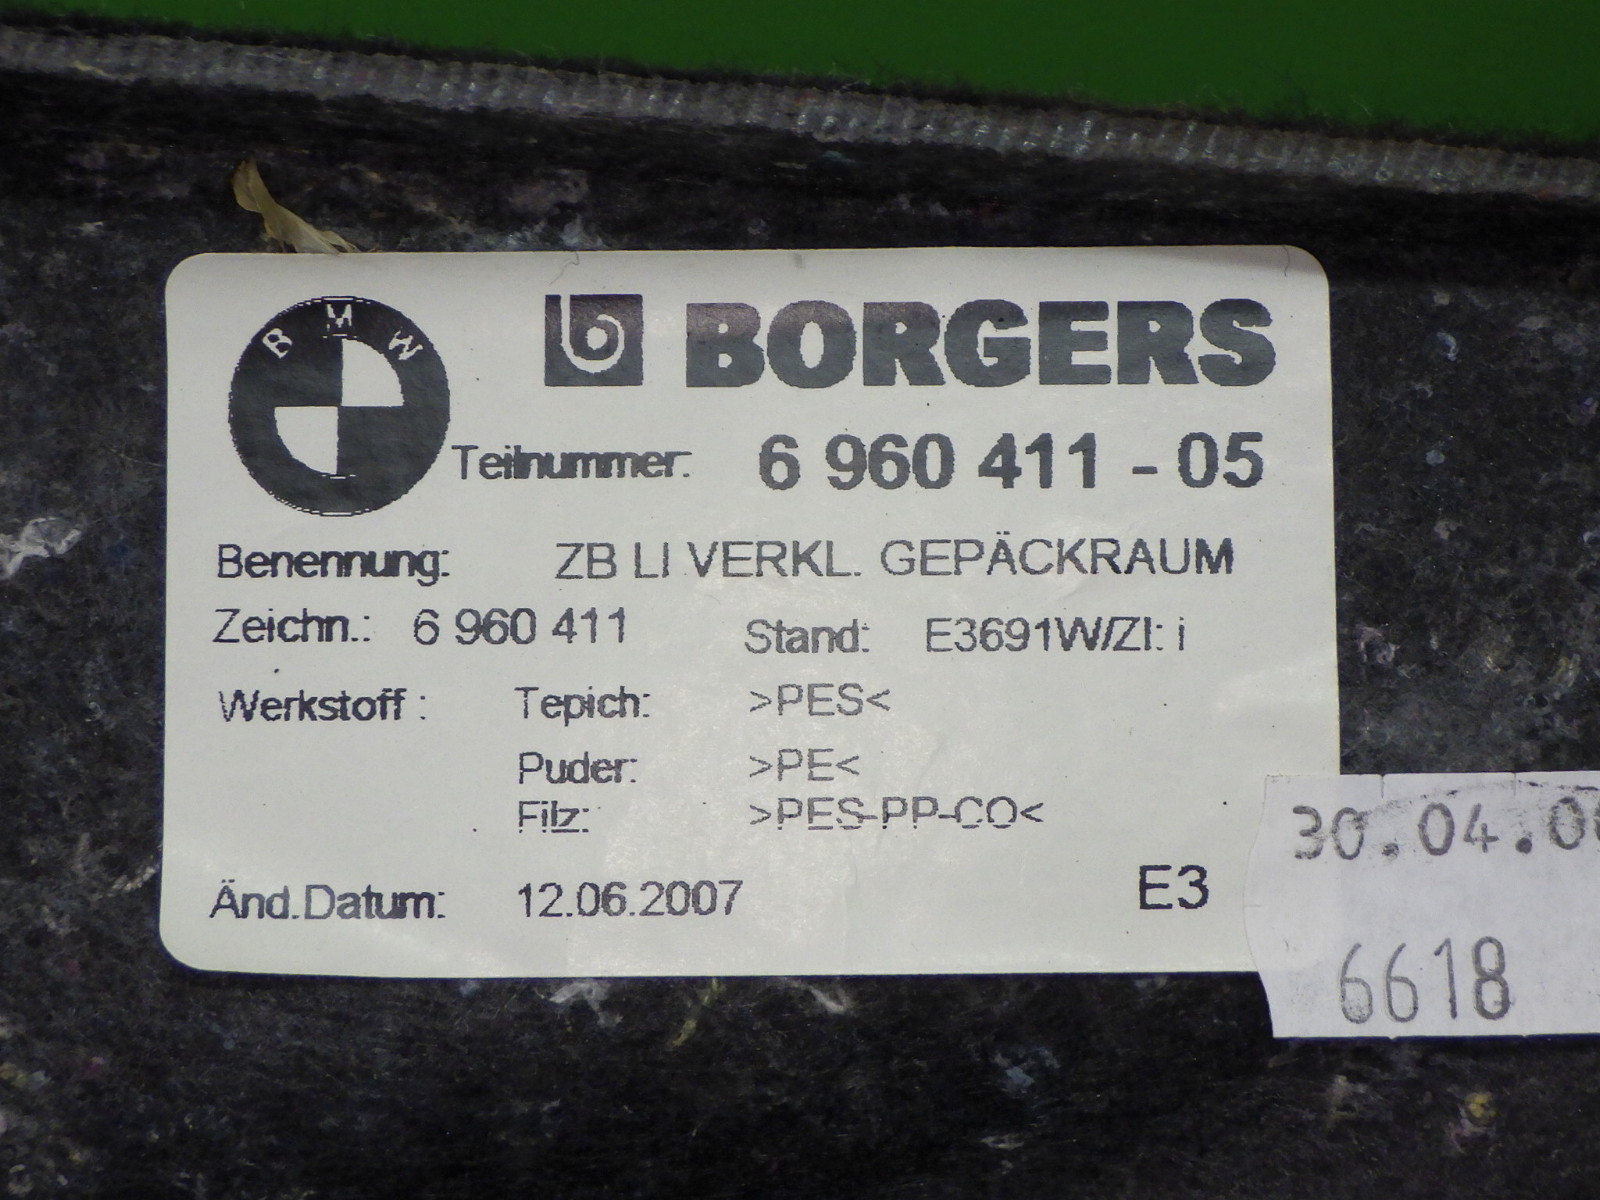 BMW
BORGERS
Teilnummer: 6 960 411 - 05
Benennung: ZB LI VERKL. GEPÄCKRAUM
Zeichn.: 6 960 411 Stand: E3691W/ZI: i
Werkstoff : Tepich: >PES<
Puder: >PE<
Filz: >PES-PP-CO<
Änd.Datum: 12.06.2007 E3
30.04.0
6618